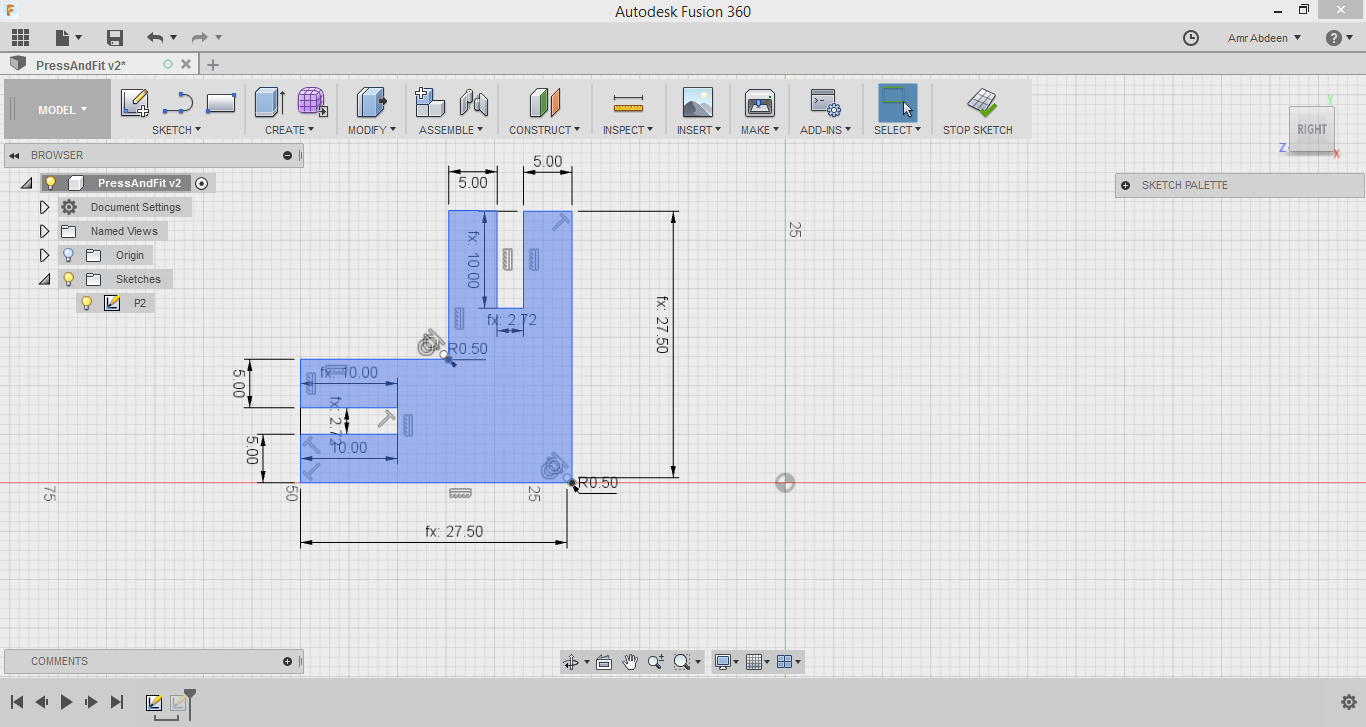 F
Autodesk Fusion 360
Amr Abdeen
?
PressAndFit v2*
MODEL
SKETCH
CREATE
MODIFY
ASSEMBLE
CONSTRUCT
INSPECT
INSERT
MAKE
ADD-INS
SELECT
STOP SKETCH
Y
RIGHT
Z
X
BROWSER
SKETCH PALETTE
PressAndFit v2
Document Settings
Named Views
Origin
Sketches
P2
5.00
5.00
25
fx: 10.00
fx: 2.72
fx: 27.50
R0.50
fx: 10.00
5.00
fx: 2.72
10.00
5.00
R0.50
75
50
25
fx: 27.50
COMMENTS